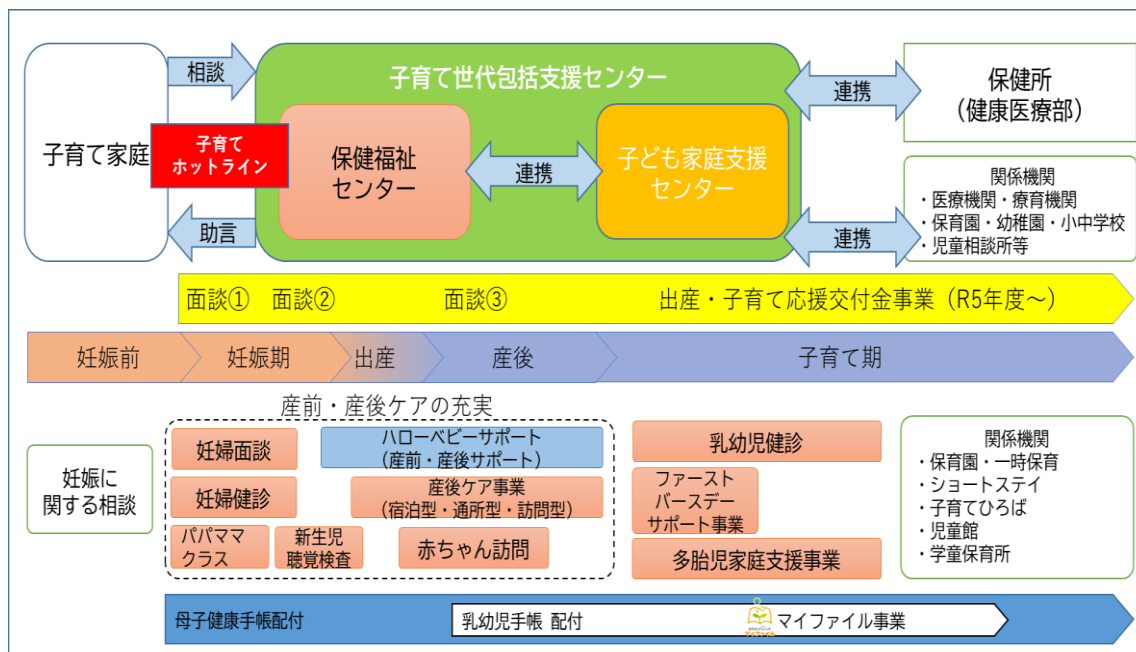 相談
子育て世代包括支援センター
子育て家庭
子育て
ホットライン
保健福祉
センター
連携
子ども家庭支援
センター
助言
連携
保健所
（健康医療部）
連携
関係機関
・医療機関・療育機関
・保育園・幼稚園・小中学校
・児童相談所等
面談①
面談②
面談③
出産・子育て応援交付金事業（R5年度～）
妊娠前
妊娠期
出産
産後
子育て期
産前・産後ケアの充実
妊娠に
関する相談
妊婦面談
ハローベビーサポート
（産前・産後サポート）
妊婦健診
産後ケア事業
（宿泊型・通所型・訪問型）
パパママ
クラス
新生児
聴覚検査
赤ちゃん訪問
乳幼児健診
ファースト
バースデー
サポート事業
多胎児家庭支援事業
関係機関
・保育園・一時保育
・ショートステイ
・子育てひろば
・児童館
・学童保育所
母子健康手帳配付
乳幼児手帳 配付
マイファイル
マイファイル事業